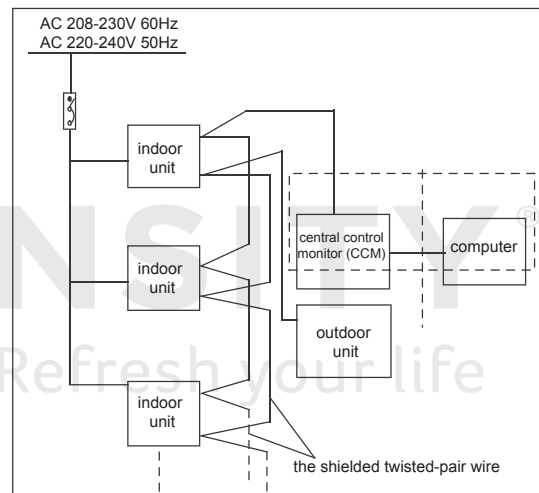 AC 208-230V 60Hz
AC 220-240V 50Hz
indoor
unit
central control
monitor (CCM)
computer
indoor
unit
outdoor
unit
indoor
unit
the shielded twisted-pair wire
NSITY®
Refresh your life